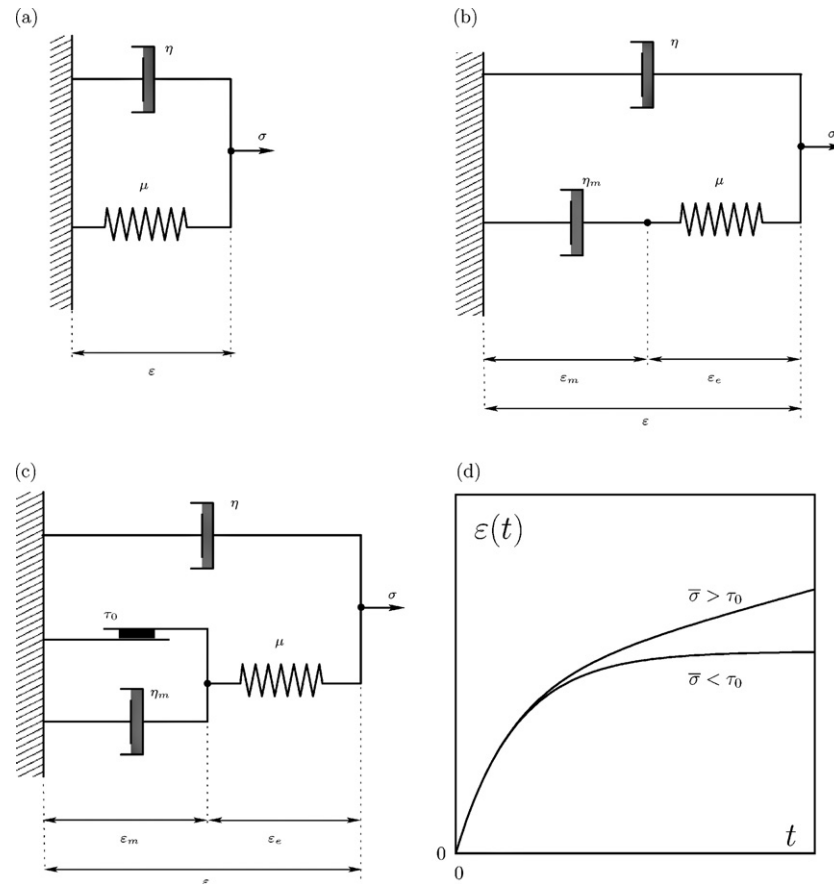 (a)
η
σ
μ
ε
(b)
η
σ
η_m
μ
ε_m
ε_e
ε
(c)
η
σ
τ_0
μ
η_m
ε_m
ε_e
ε
(d)
ε(t)
σ̅ > τ_0
σ̅ < τ_0
0
t
0